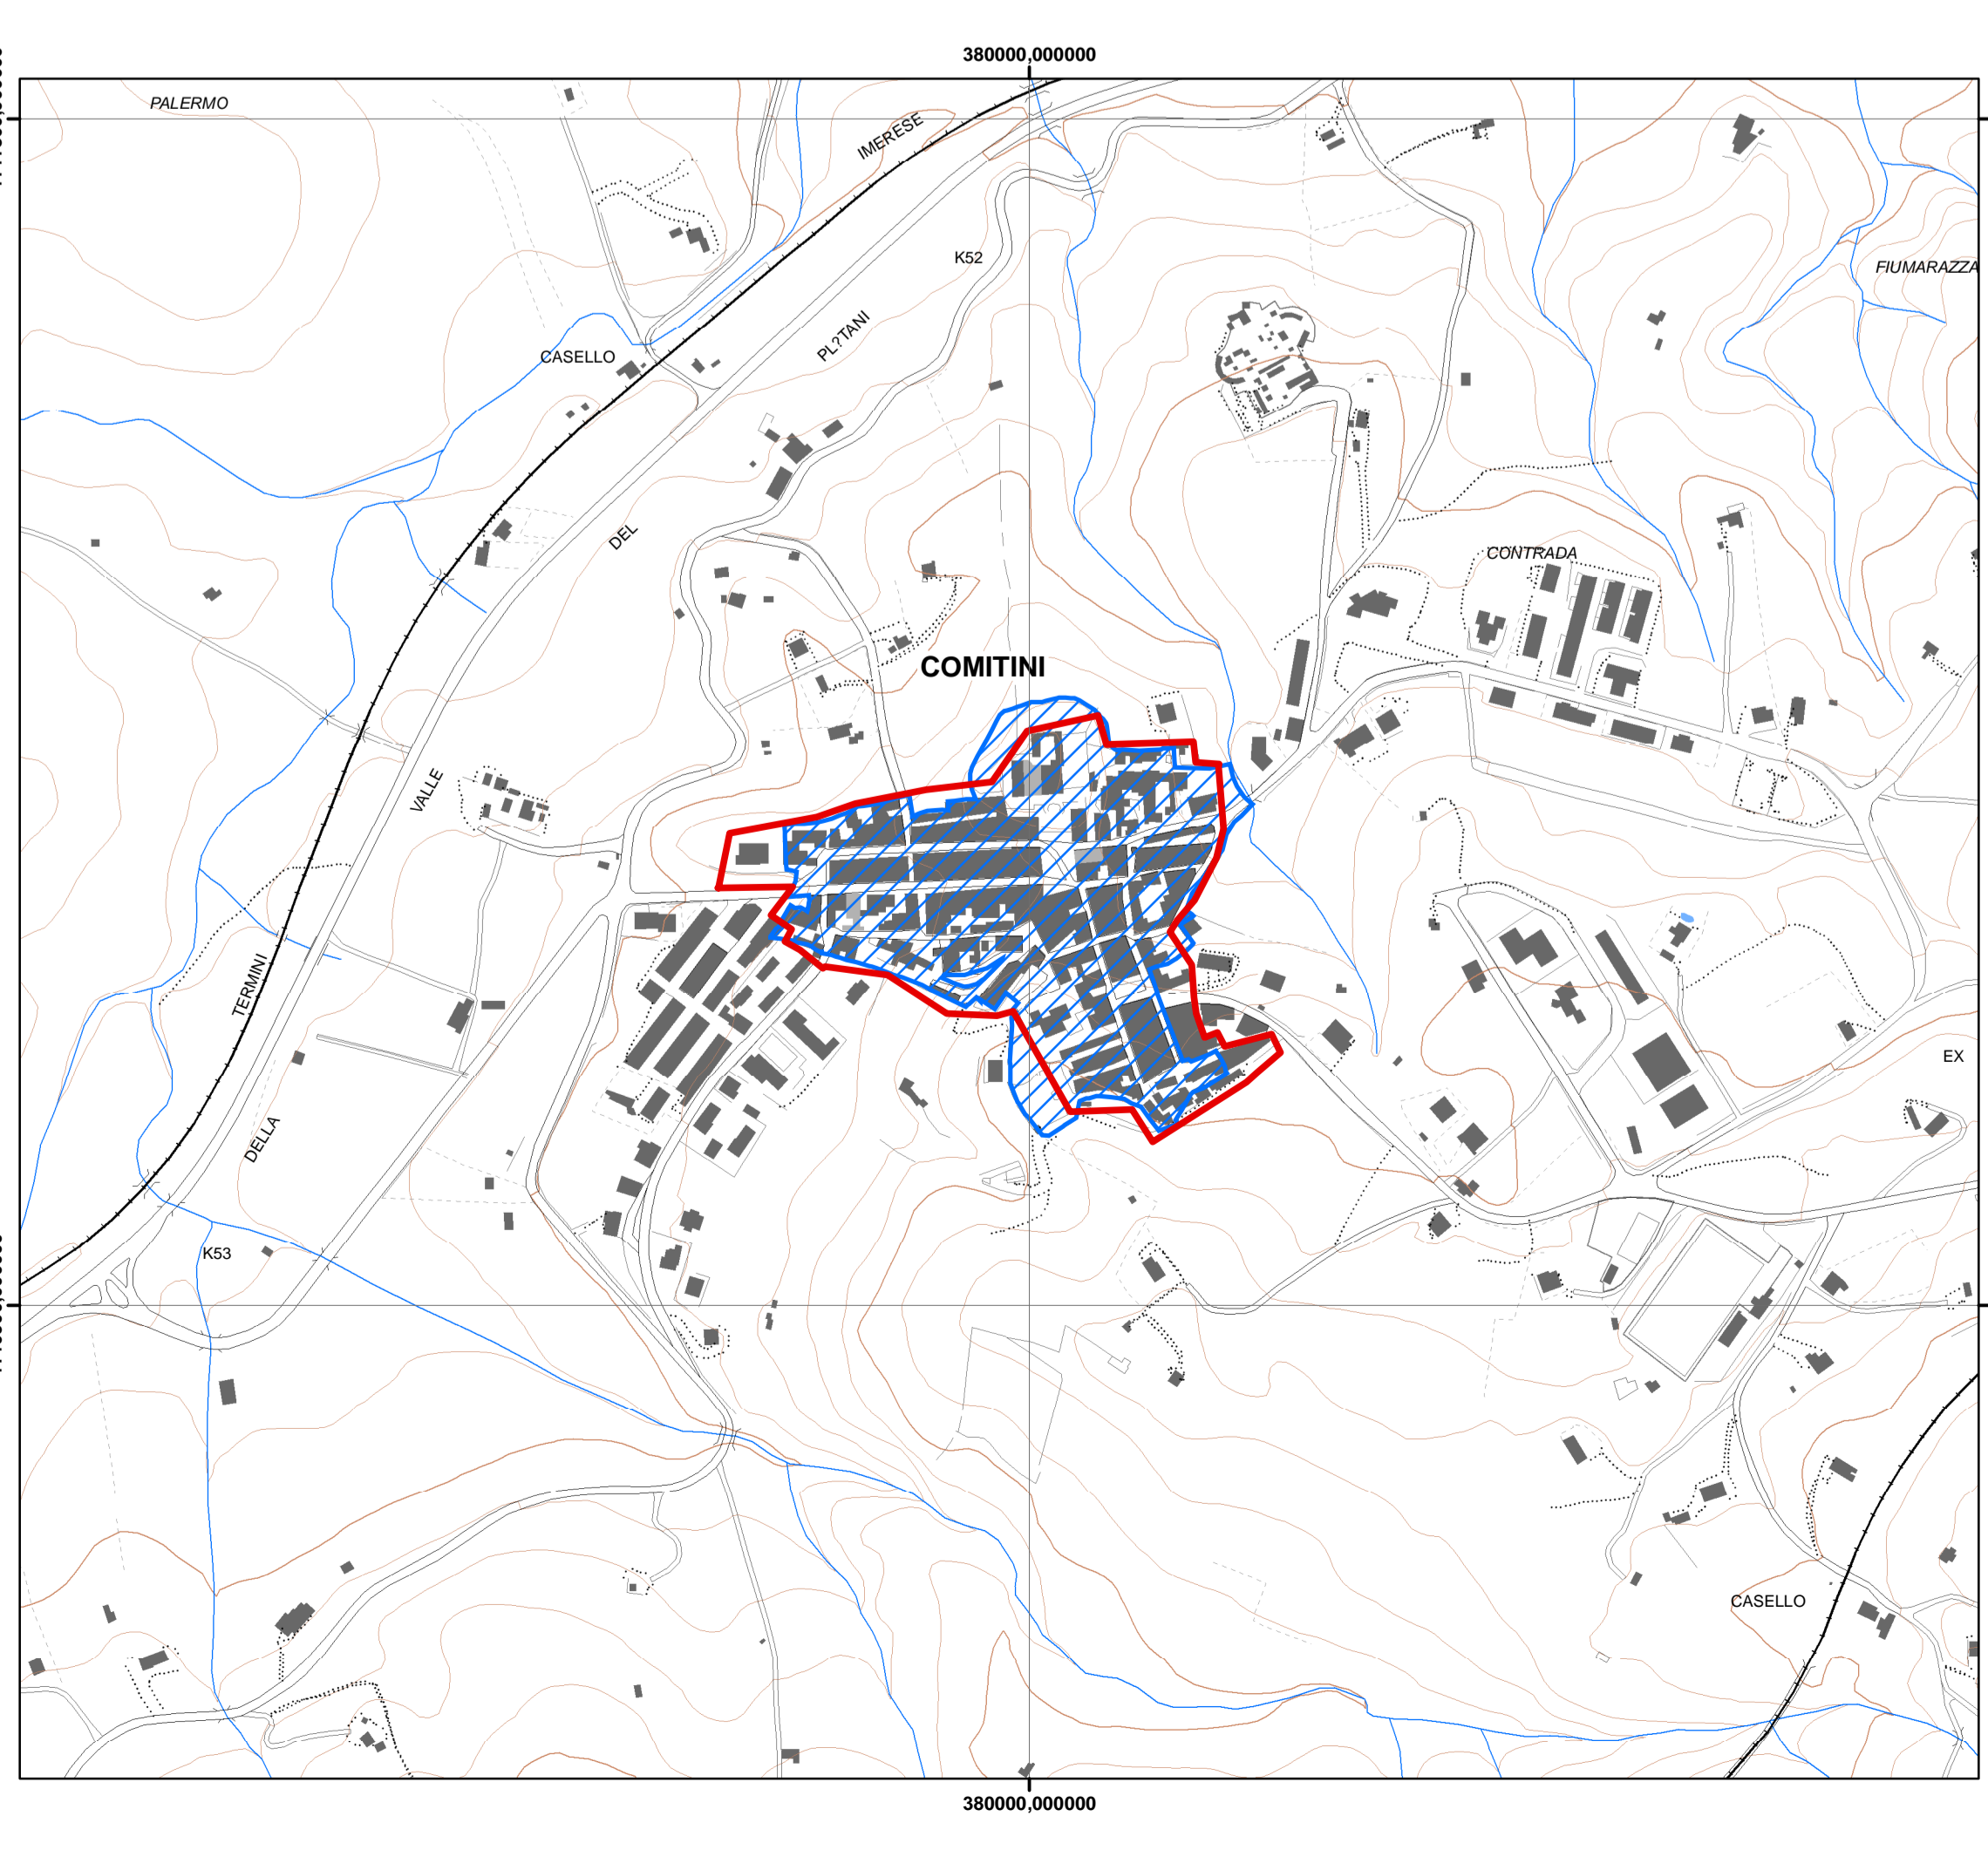 380000,000000
PALERMO
IMERESE
K52
FIUMARAZZA
PL?TANI
CASELLO
DEL
CONTRADA
COMITINI
VALLE
TERMINI
EX
DELLA
K53
CASELLO
380000,000000